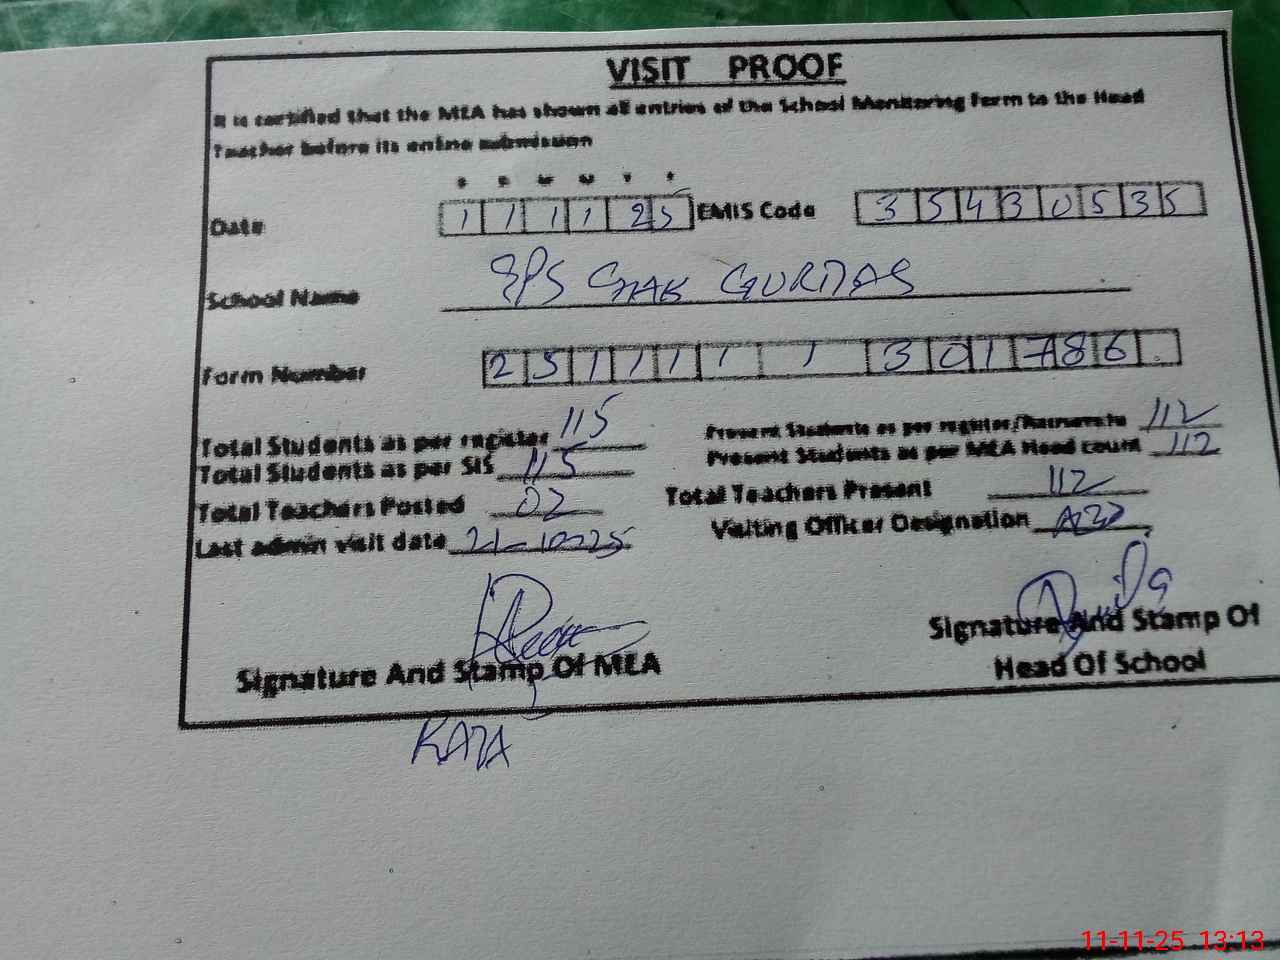 VISIT PROOF
It is certified that the MEA has shown all entries of the School Monitoring Form to the Head
Teacher before its online submission
Date 1 1 1 1 2 5 EMIS Code 3 5 4 3 0 5 3 5
School Name GPS CHAK GURDAS
Form Number 2 5 1 1 1 1 1 3 0 1 7 8 6
Total Students as per register 115 Present Students as per register/ 112
Total Students as per SIS 115 Present Students as per MEA Head count 112
Total Teachers Posted 02 Total Teachers Present 112
Last admin visit date 21-10-25 Visiting Officer Designation
Signature And Stamp Of MEA
Signature And Stamp Of
Head Of School
11-11-25 13:13